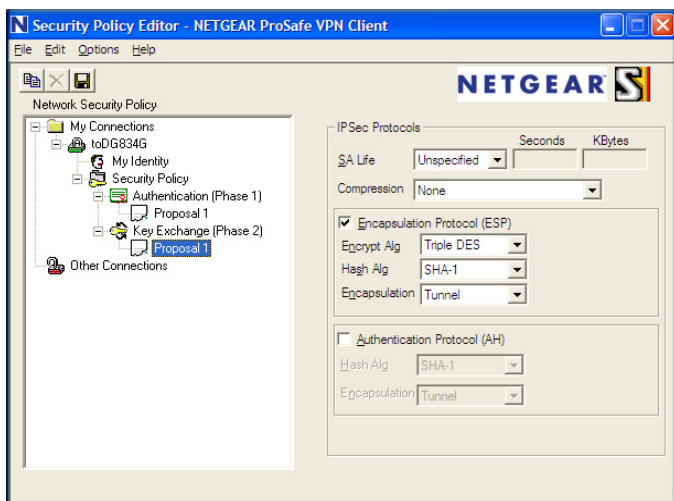 N Security Policy Editor - NETGEAR ProSafe VPN Client
File Edit Options Help
NETGEAR S
Network Security Policy
My Connections
toDG834G
My Identity
Security Policy
Authentication (Phase 1)
Proposal 1
Key Exchange (Phase 2)
Proposal 1
Other Connections
IPSec Protocols
Seconds KBytes
SA Life Unspecified
Compression None
Encapsulation Protocol (ESP)
Encrypt Alg Triple DES
Hash Alg SHA-1
Encapsulation Tunnel
Authentication Protocol (AH)
Hash Alg SHA-1
Encapsulation Tunnel